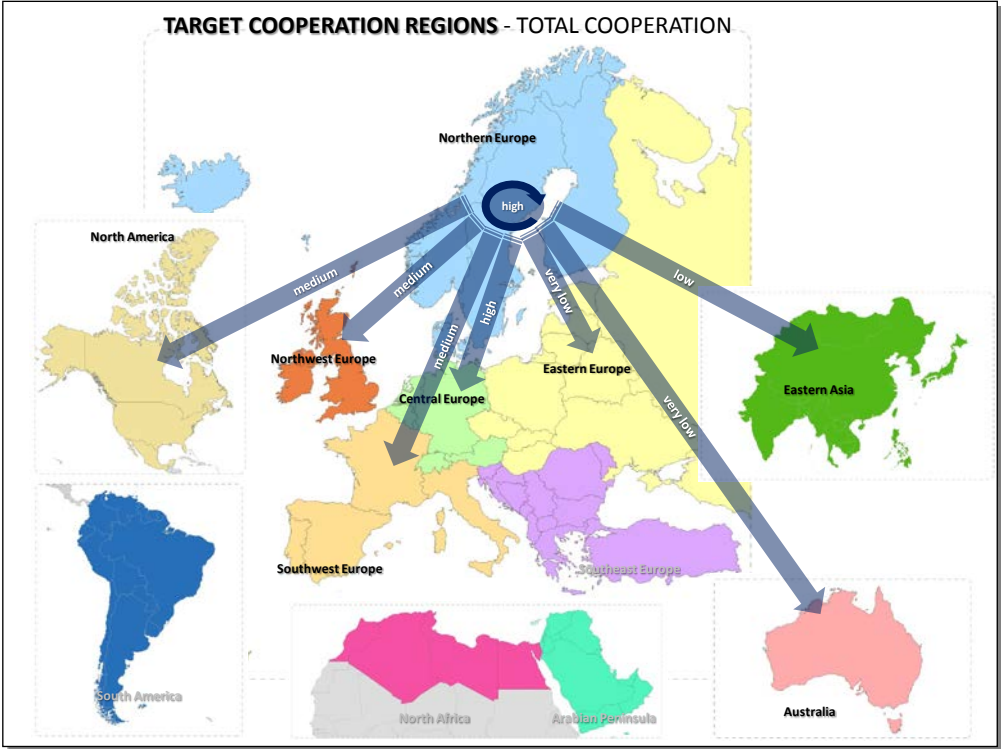 TARGET COOPERATION REGIONS - TOTAL COOPERATION
Northern Europe
high
North America
medium
medium
medium
high
very low
low
very low
Northwest Europe
Central Europe
Eastern Europe
Eastern Asia
Southwest Europe
Southeast Europe
South America
North Africa
Arabian Peninsula
Australia